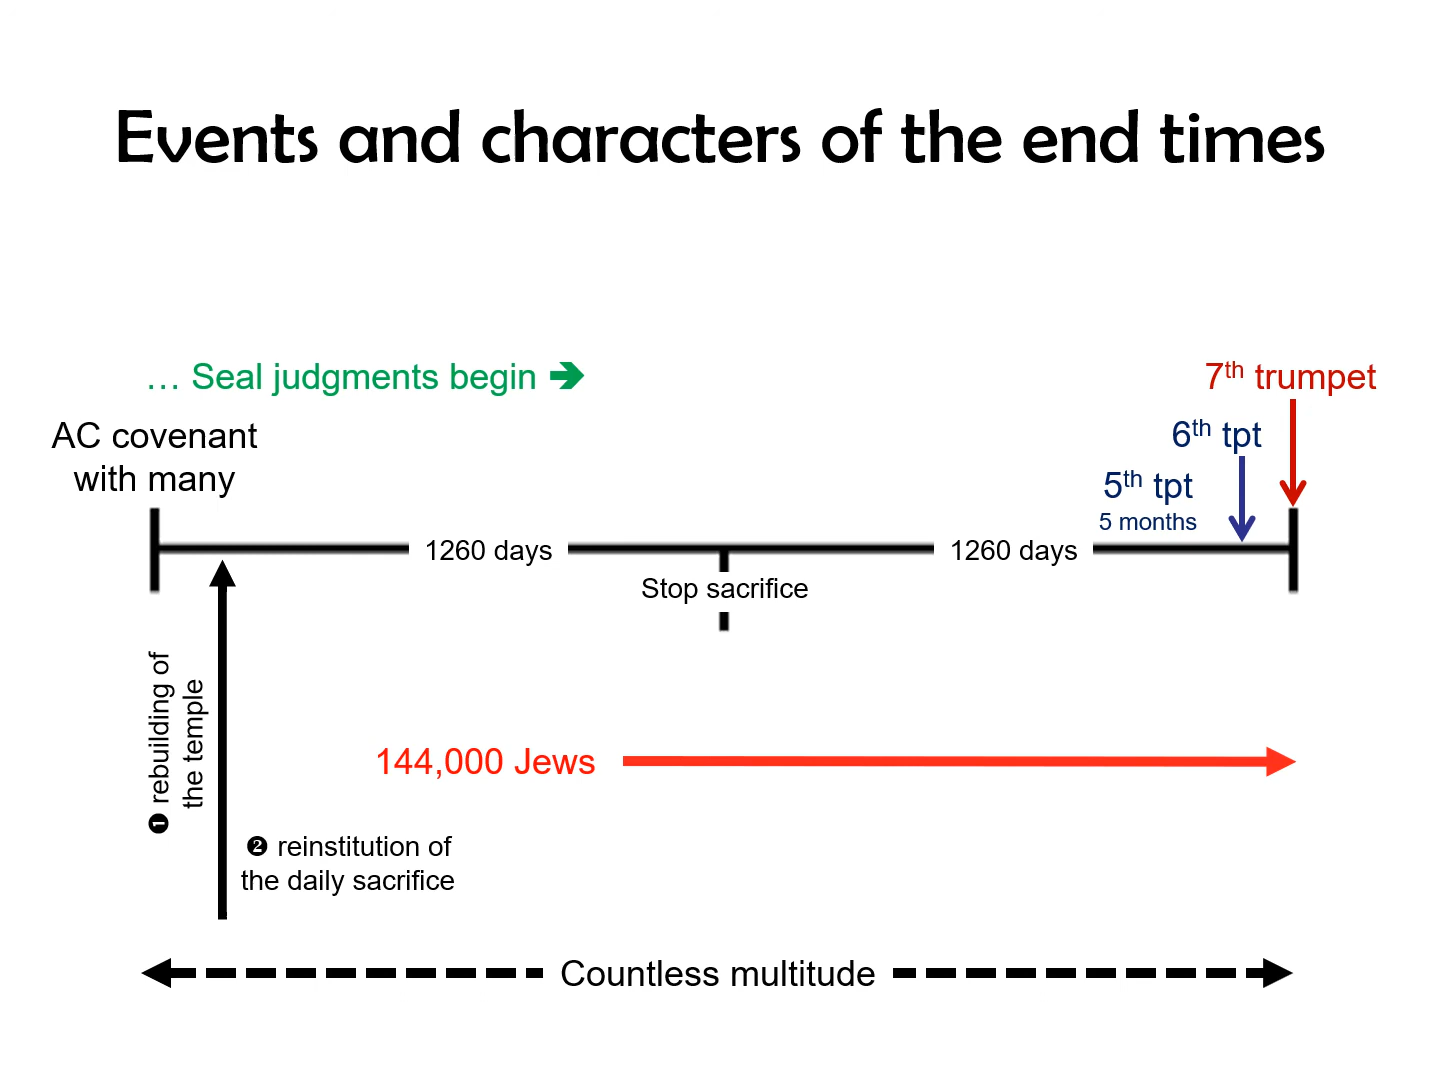 Events and characters of the end times
… Seal judgments begin ➔
7th trumpet
AC covenant
with many
6th tpt
5th tpt
5 months
1260 days
1260 days
Stop sacrifice
❶ rebuilding of
the temple
144,000 Jews
❷ reinstitution of
the daily sacrifice
Countless multitude